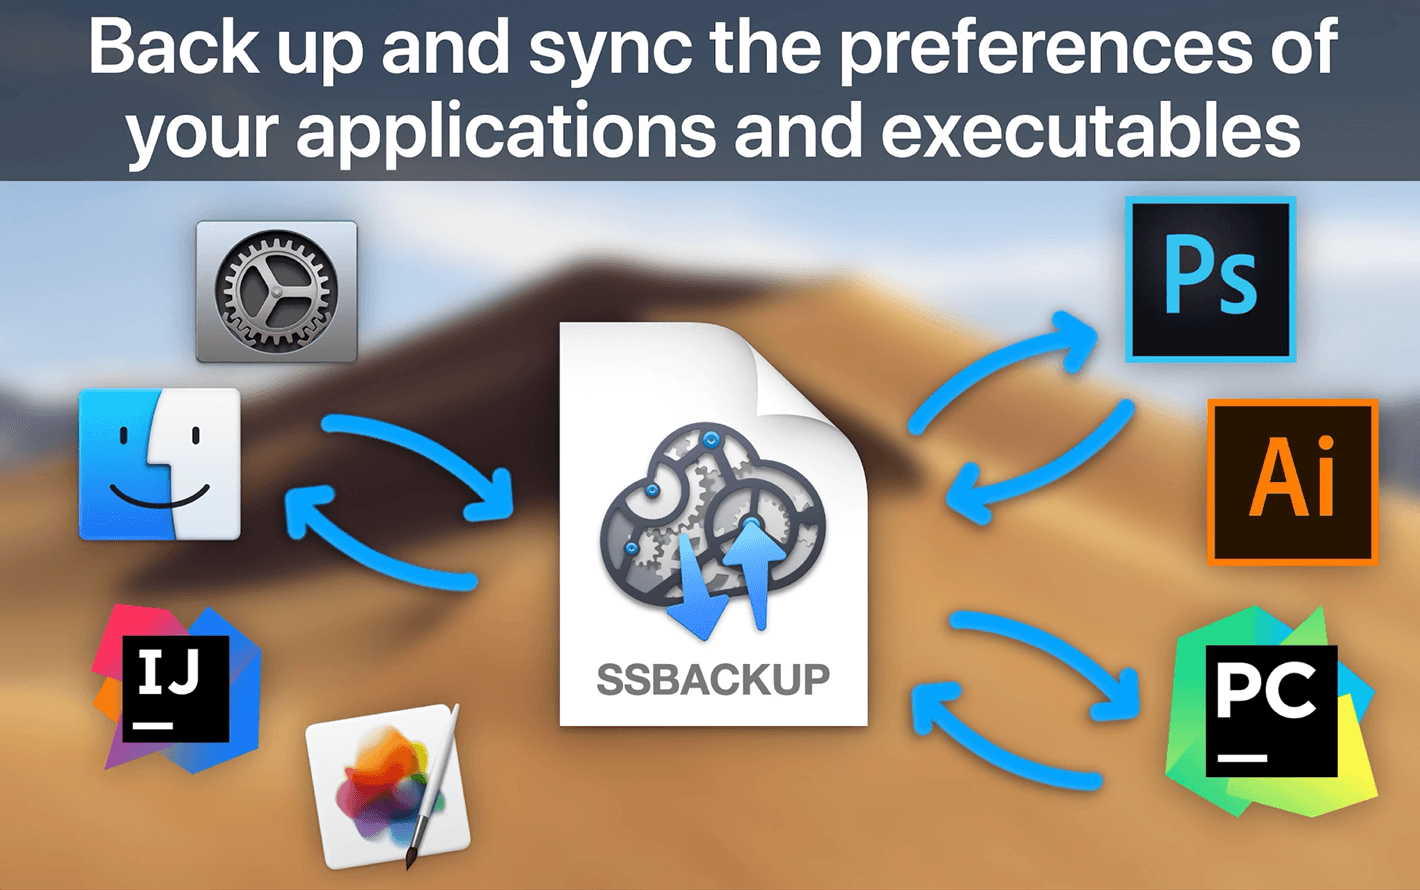 Back up and sync the preferences of
your applications and executables
Ps
Ai
SSBACKUP
IJ
PC